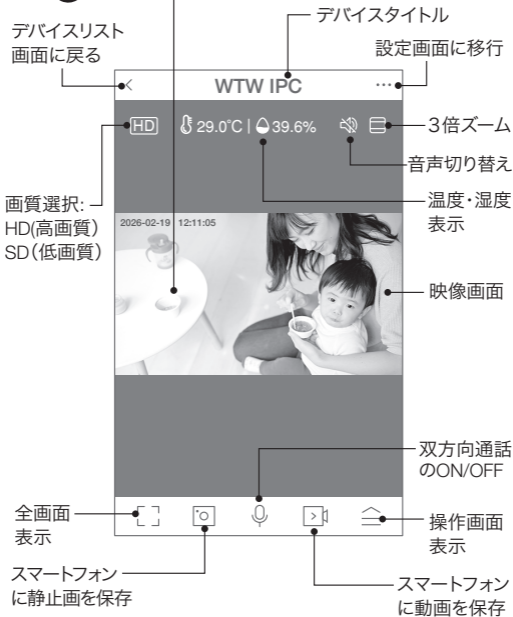 デバイスタイトル
デバイスリスト
画面に戻る
設定画面に移行
WTW IPC
HD 29.0℃ | 39.6%
3倍ズーム
音声切り替え
画質選択:
HD(高画質)
SD(低画質)
温度・湿度
表示
2026-02-19 12:11:05
映像画面
双方向通話
のON/OFF
全画面
表示
操作画面
表示
スマートフォン
に静止画を保存
スマートフォン
に動画を保存